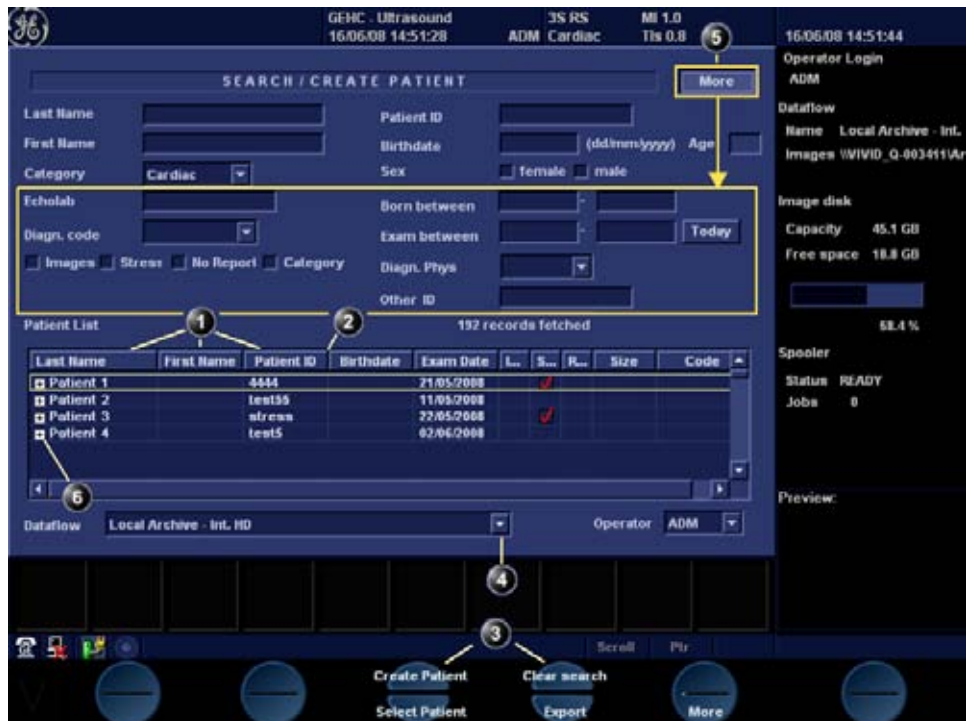 GEHC - Ultrasound 3S RS MI 1.0
16/06/08 14:51:28 ADM Cardiac TIs 0.8
16/06/08 14:51:44
5
SEARCH / CREATE PATIENT
More
Last Name
Patient ID
First Name
Birthdate
(dd/mm/yyyy)
Age
Category
Cardiac
Sex
female
male
Echolab
Born between
-
Diagn. code
Exam between
-
Today
Images
Stress
No Report
Category
Diagn. Phys
Other ID
Patient List
1
2
192 records fetched
Last Name First Name Patient ID Birthdate Exam Date L... S... R... Size Code
Patient 1 4444 21/05/2008
Patient 2 test55 11/05/2008
Patient 3 stress 22/05/2008
Patient 4 test5 02/06/2008
6
Dataflow
Local Archive - Int. HD
Operator
ADM
4
3
Scroll
Ptr
Create Patient
Clear search
Select Patient
Export
More
Operator Login
ADM
Dataflow
Name Local Archive - Int.
Images \\VIVID_Q-003411\Ar
Image disk
Capacity 45.1 GB
Free space 18.8 GB
58.4 %
Spooler
Status READY
Jobs 0
Preview: